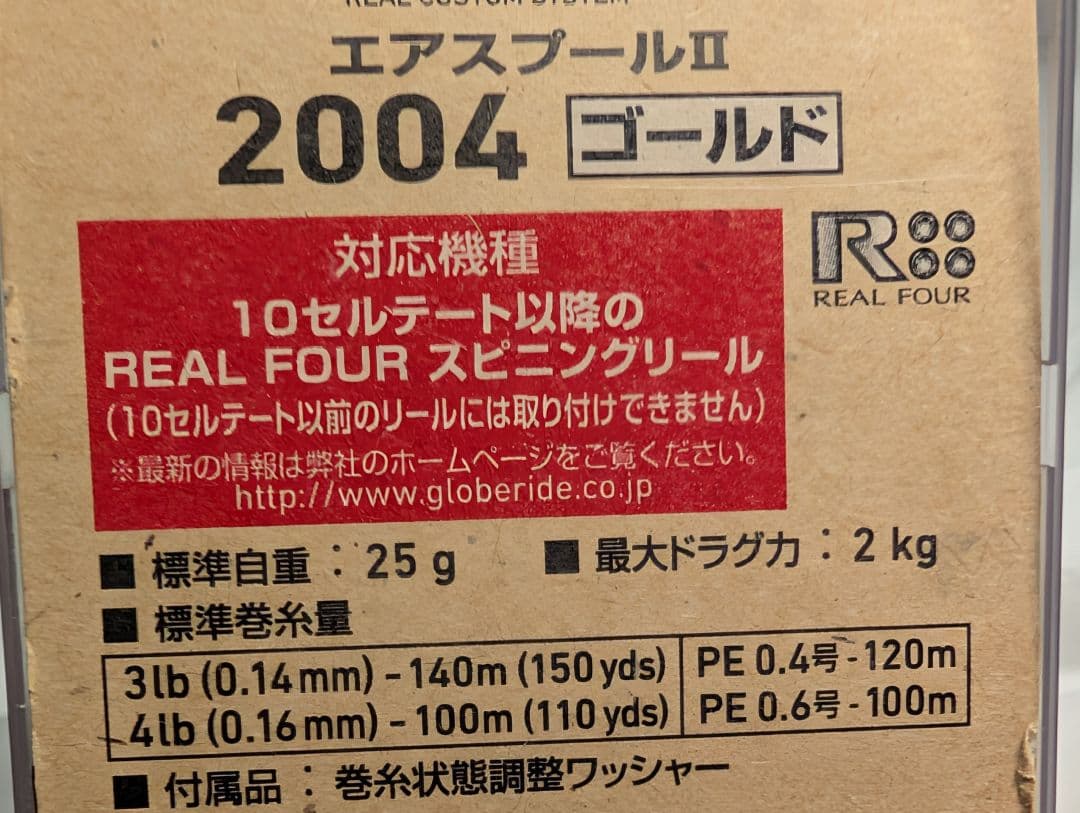 REAL CUSTOM SYSTEM
エアスプールⅡ
2004 ゴールド
対応機種
10セルテート以降の
REAL FOUR スピニングリール
(10セルテート以前のリールには取り付けできません)
※最新の情報は弊社のホームページをご覧ください。
http://www.globeride.co.jp
R
REAL FOUR
■ 標準自重：25 g ■ 最大ドラグ力：2 kg
■ 標準巻糸量
3lb (0.14mm) - 140m (150yds) PE 0.4号 - 120m
4lb (0.16mm) - 100m (110yds) PE 0.6号 - 100m
■ 付属品：巻糸状態調整ワッシャー